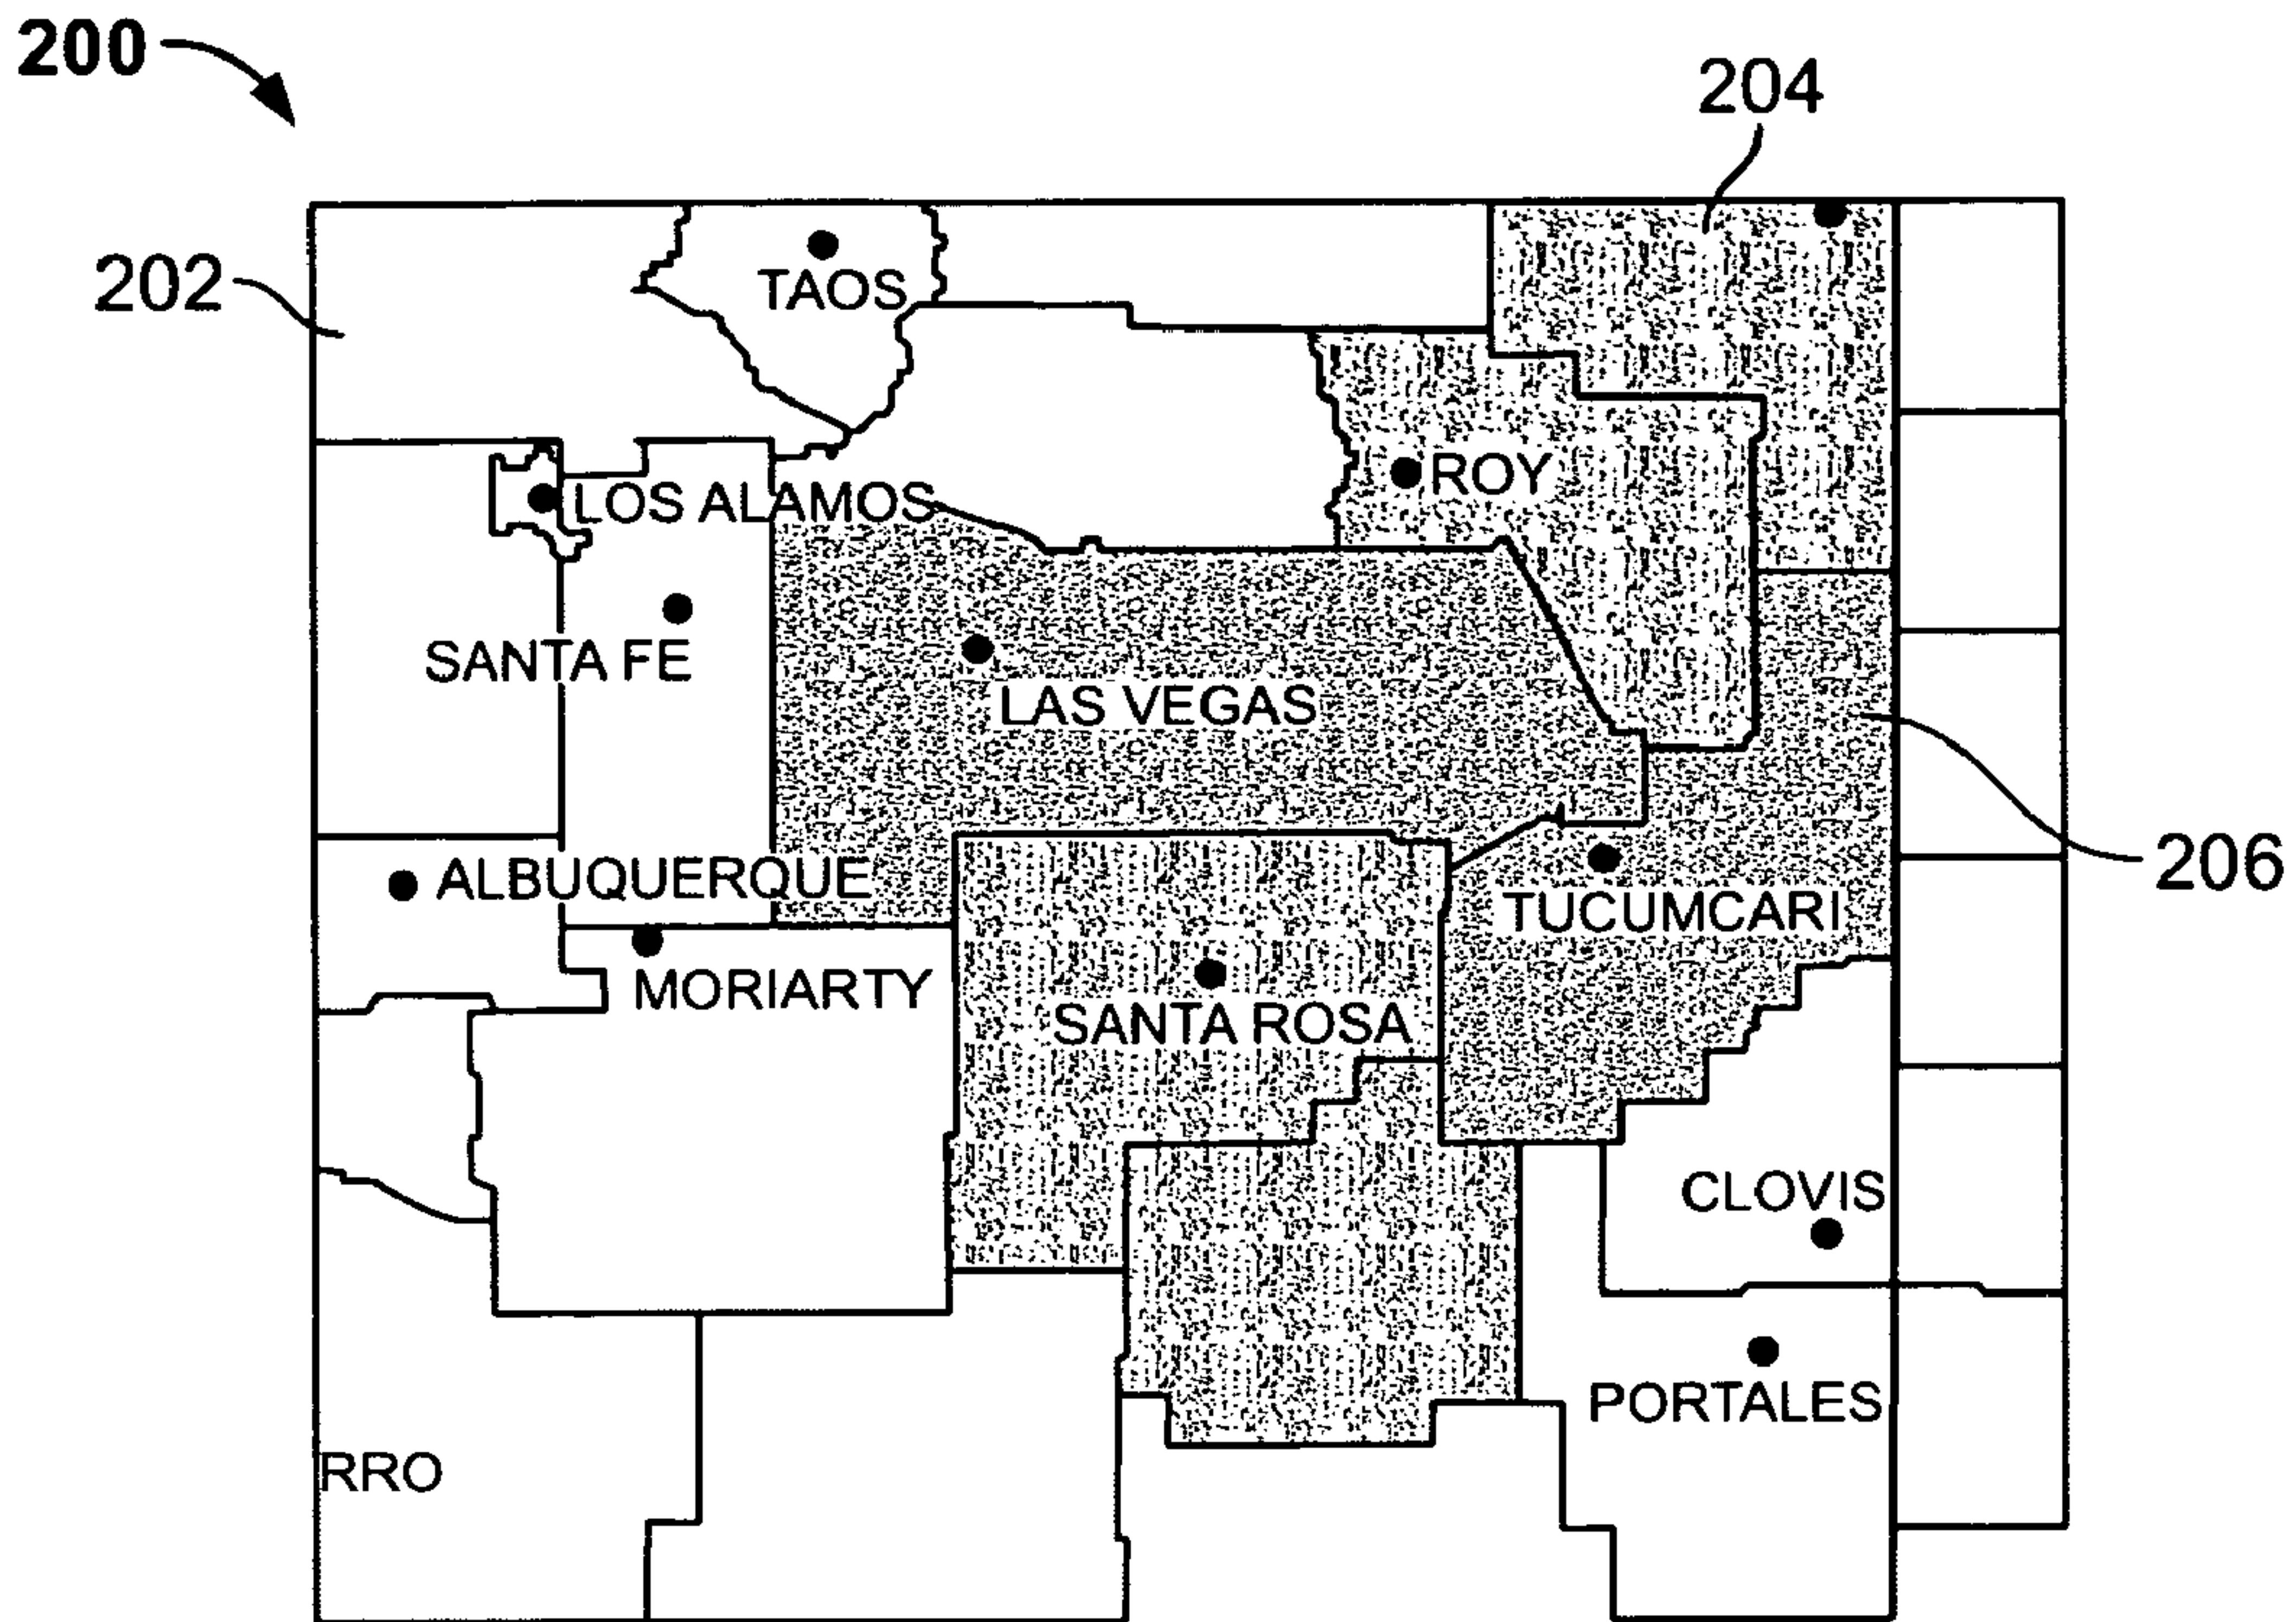 200
204
202
TAOS
ROY
LOS ALAMOS
SANTA FE
LAS VEGAS
206
ALBUQUERQUE
TUCUMCARI
MORIARTY
SANTA ROSA
CLOVIS
PORTALES
RRO